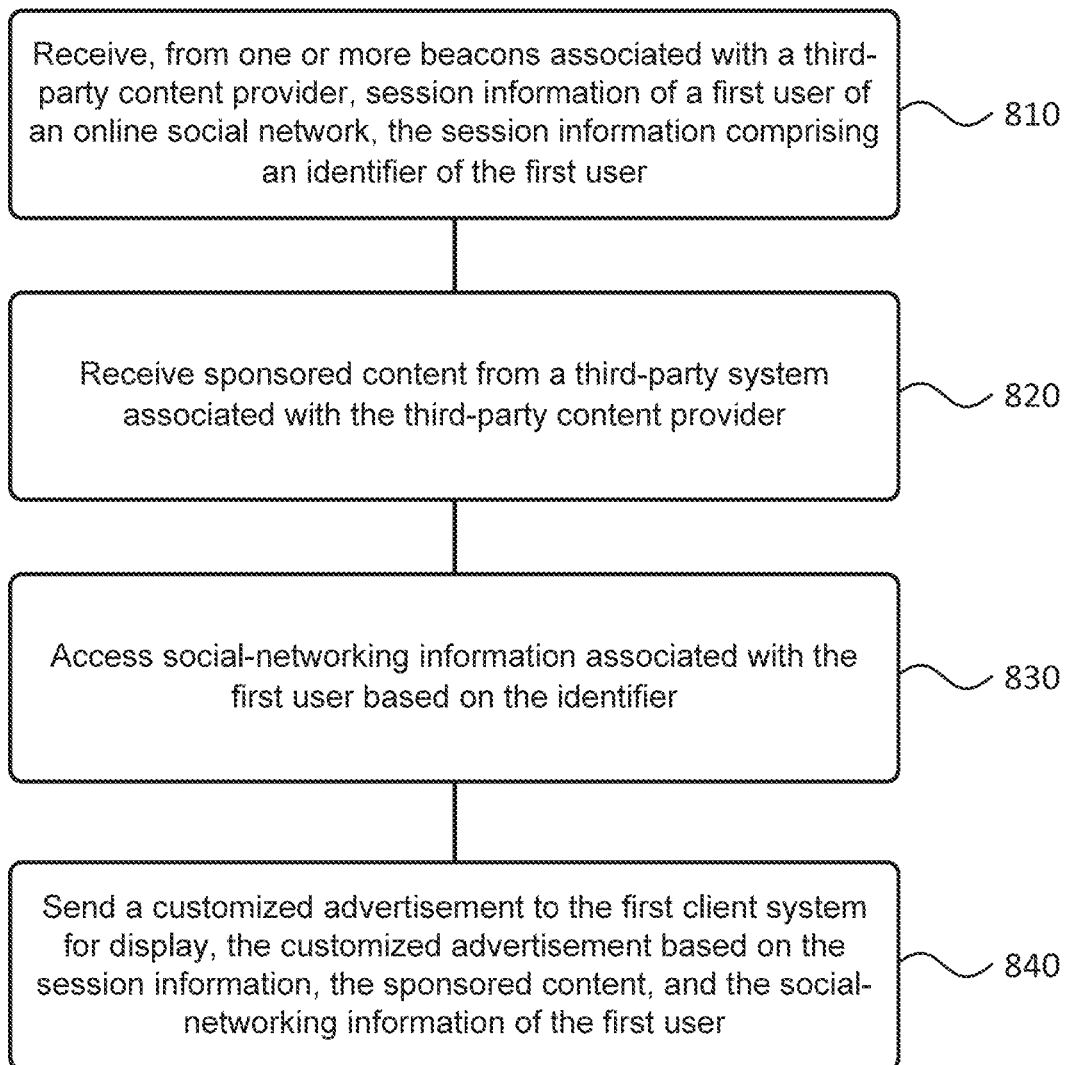 Receive, from one or more beacons associated with a third-
party content provider, session information of a first user of
an online social network, the session information comprising
an identifier of the first user
810
Receive sponsored content from a third-party system
associated with the third-party content provider
820
Access social-networking information associated with the
first user based on the identifier
830
Send a customized advertisement to the first client system
for display, the customized advertisement based on the
session information, the sponsored content, and the social-
networking information of the first user
840